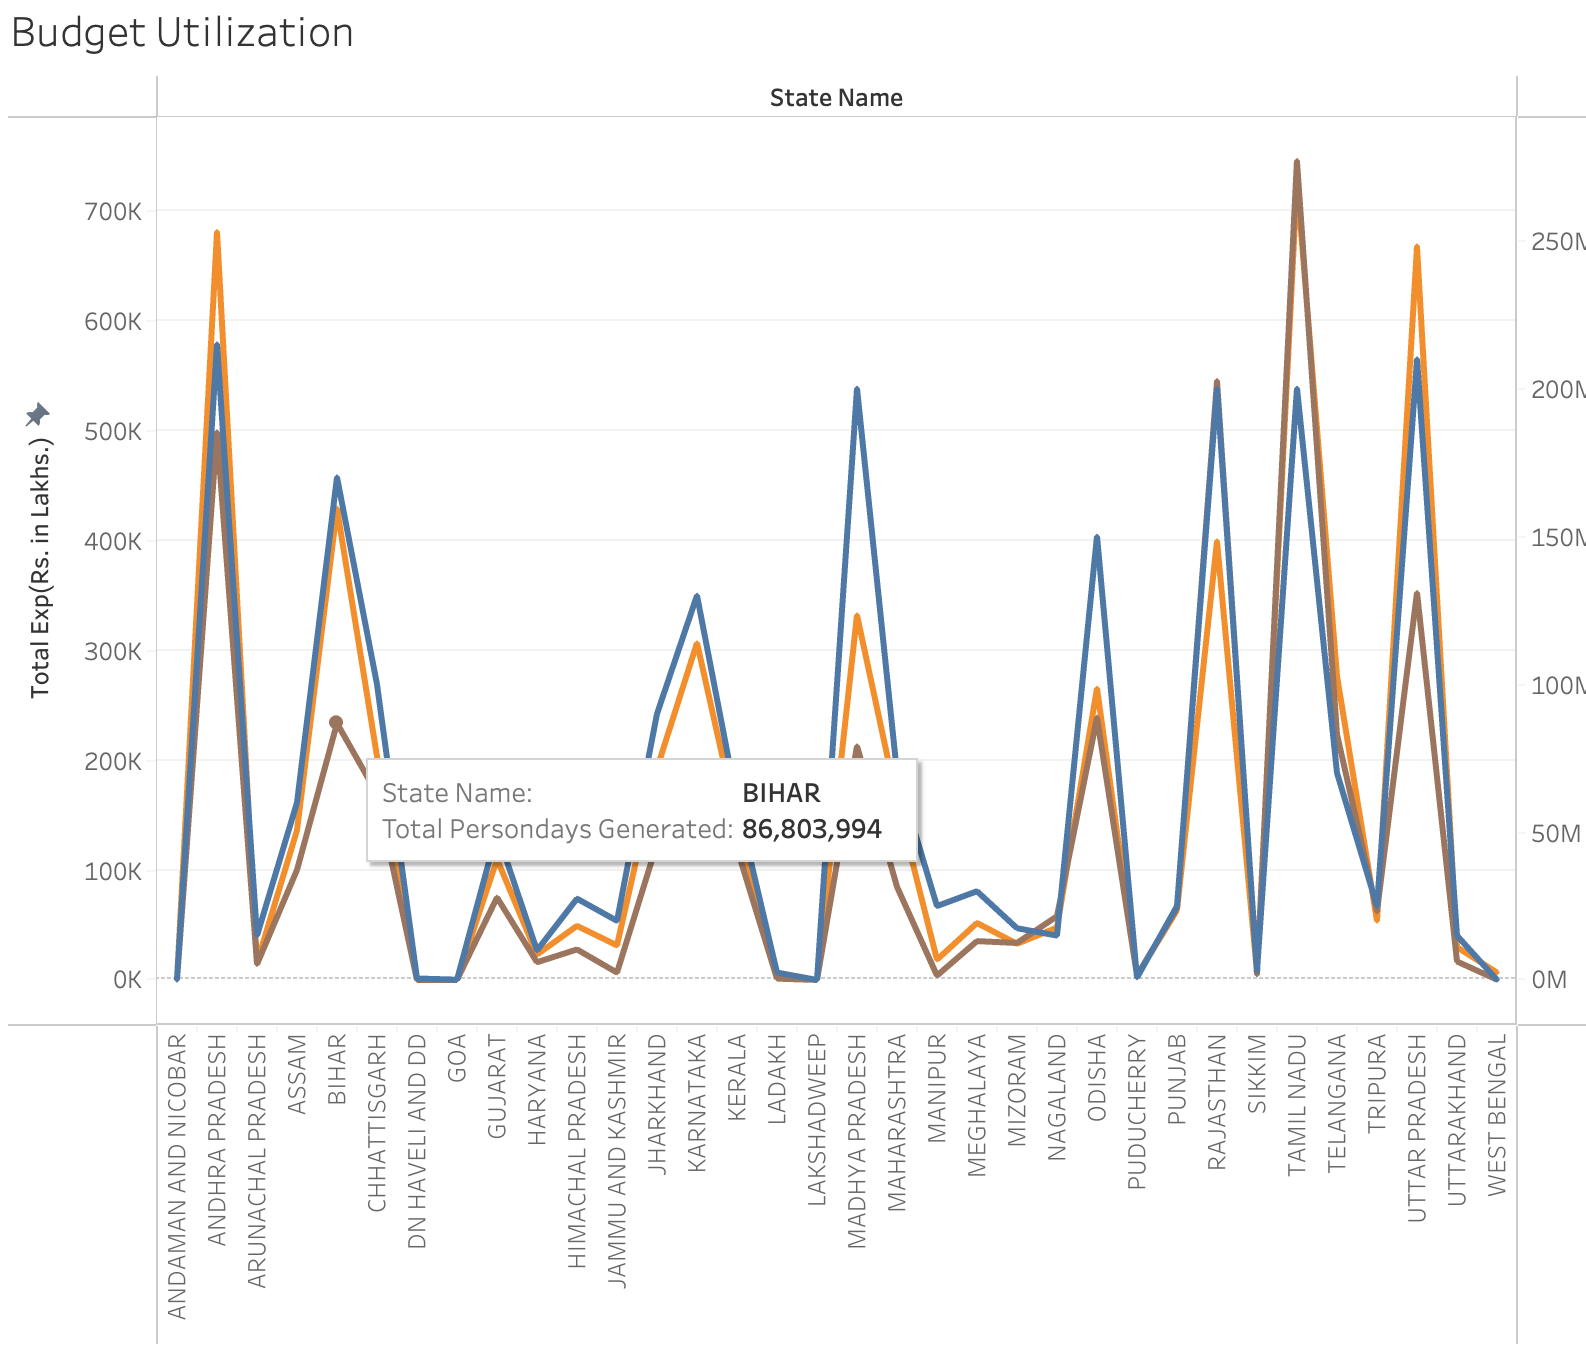 Budget Utilization
State Name
Total Exp(Rs. in Lakhs.)
700K
600K
500K
400K
300K
200K
100K
0K
250M
200M
150M
100M
50M
0M
State Name: BIHAR
Total Persondays Generated: 86,803,994
ANDAMAN AND NICOBAR
ANDHRA PRADESH
ARUNACHAL PRADESH
ASSAM
BIHAR
CHHATTISGARH
DN HAVELI AND DD
GOA
GUJARAT
HARYANA
HIMACHAL PRADESH
JAMMU AND KASHMIR
JHARKHAND
KARNATAKA
KERALA
LADAKH
LAKSHADWEEP
MADHYA PRADESH
MAHARASHTRA
MANIPUR
MEGHALAYA
MIZORAM
NAGALAND
ODISHA
PUDUCHERRY
PUNJAB
RAJASTHAN
SIKKIM
TAMIL NADU
TELANGANA
TRIPURA
UTTAR PRADESH
UTTARAKHAND
WEST BENGAL